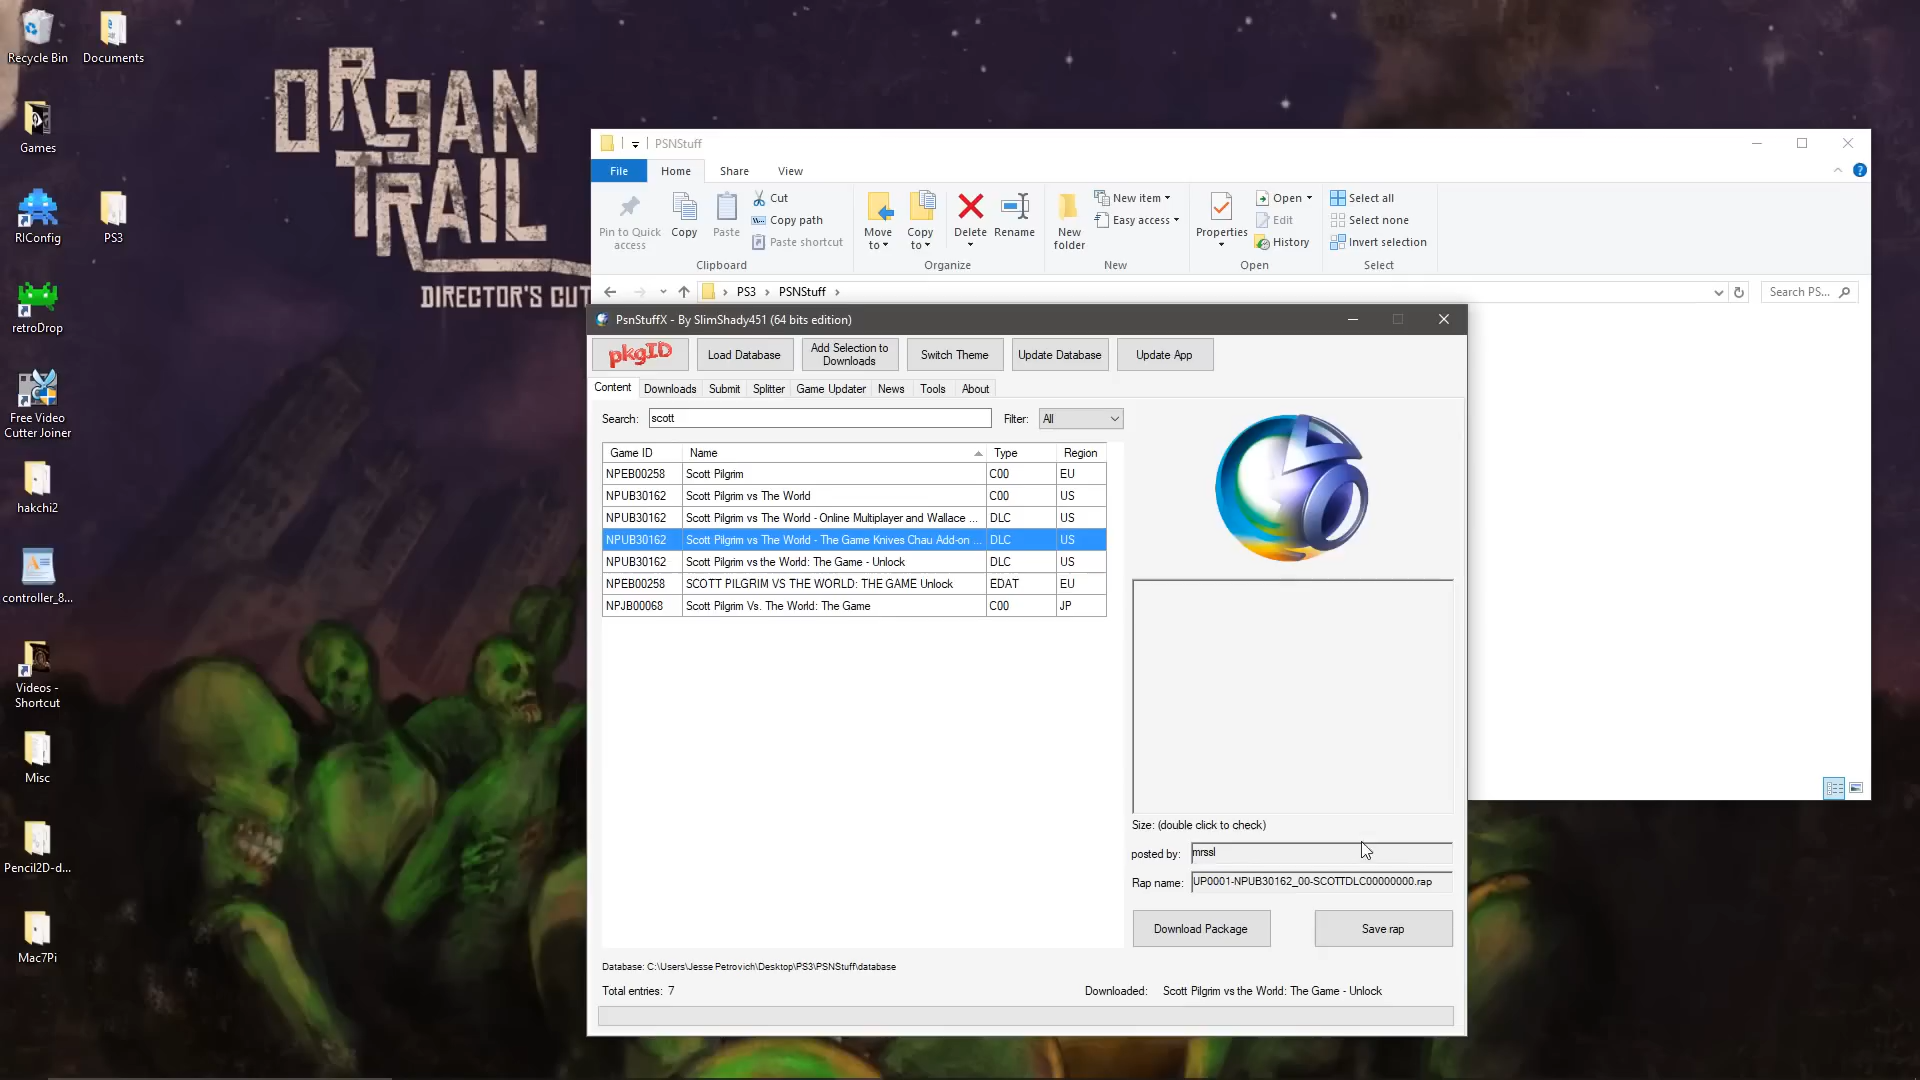 Recycle Bin
Documents
Games
RIConfig
PS3
retroDrop
Free Video
Cutter Joiner
hakchi2
controller_8...
Videos -
Shortcut
Misc
Pencil2D-d...
Mac7Pi
ORgAN
TRAIL
DIRECTOR'S CUT
PSNStuff
File
Home
Share
View
Pin to Quick
access
Copy
Paste
Cut
Copy path
Paste shortcut
Clipboard
Move
to
Copy
to
Delete
Rename
Organize
New
folder
New item
Easy access
New
Properties
Open
Edit
History
Open
Select all
Select none
Invert selection
Select
PS3
PSNStuff
Search PS...
PsnStuffX - By SlimShady451 (64 bits edition)
pkgID
Load Database
Add Selection to
Downloads
Switch Theme
Update Database
Update App
Content
Downloads
Submit
Splitter
Game Updater
News
Tools
About
Search: scott
Filter: All
Game ID Name Type Region
NPEB00258 Scott Pilgrim C00 EU
NPUB30162 Scott Pilgrim vs The World C00 US
NPUB30162 Scott Pilgrim vs The World - Online Multiplayer and Wallace ... DLC US
NPUB30162 Scott Pilgrim vs The World - The Game Knives Chau Add-on ... DLC US
NPUB30162 Scott Pilgrim vs the World: The Game - Unlock DLC US
NPEB00258 SCOTT PILGRIM VS THE WORLD: THE GAME Unlock EDAT EU
NPJB00068 Scott Pilgrim Vs. The World: The Game C00 JP
Size: (double click to check)
posted by: mrssl
Rap name: UP0001-NPUB30162_00-SCOTTDLC00000000.rap
Download Package
Save rap
Database: C:\Users\Jesse Petrovich\Desktop\PS3\PSNStuff\database
Total entries: 7
Downloaded: Scott Pilgrim vs the World: The Game - Unlock